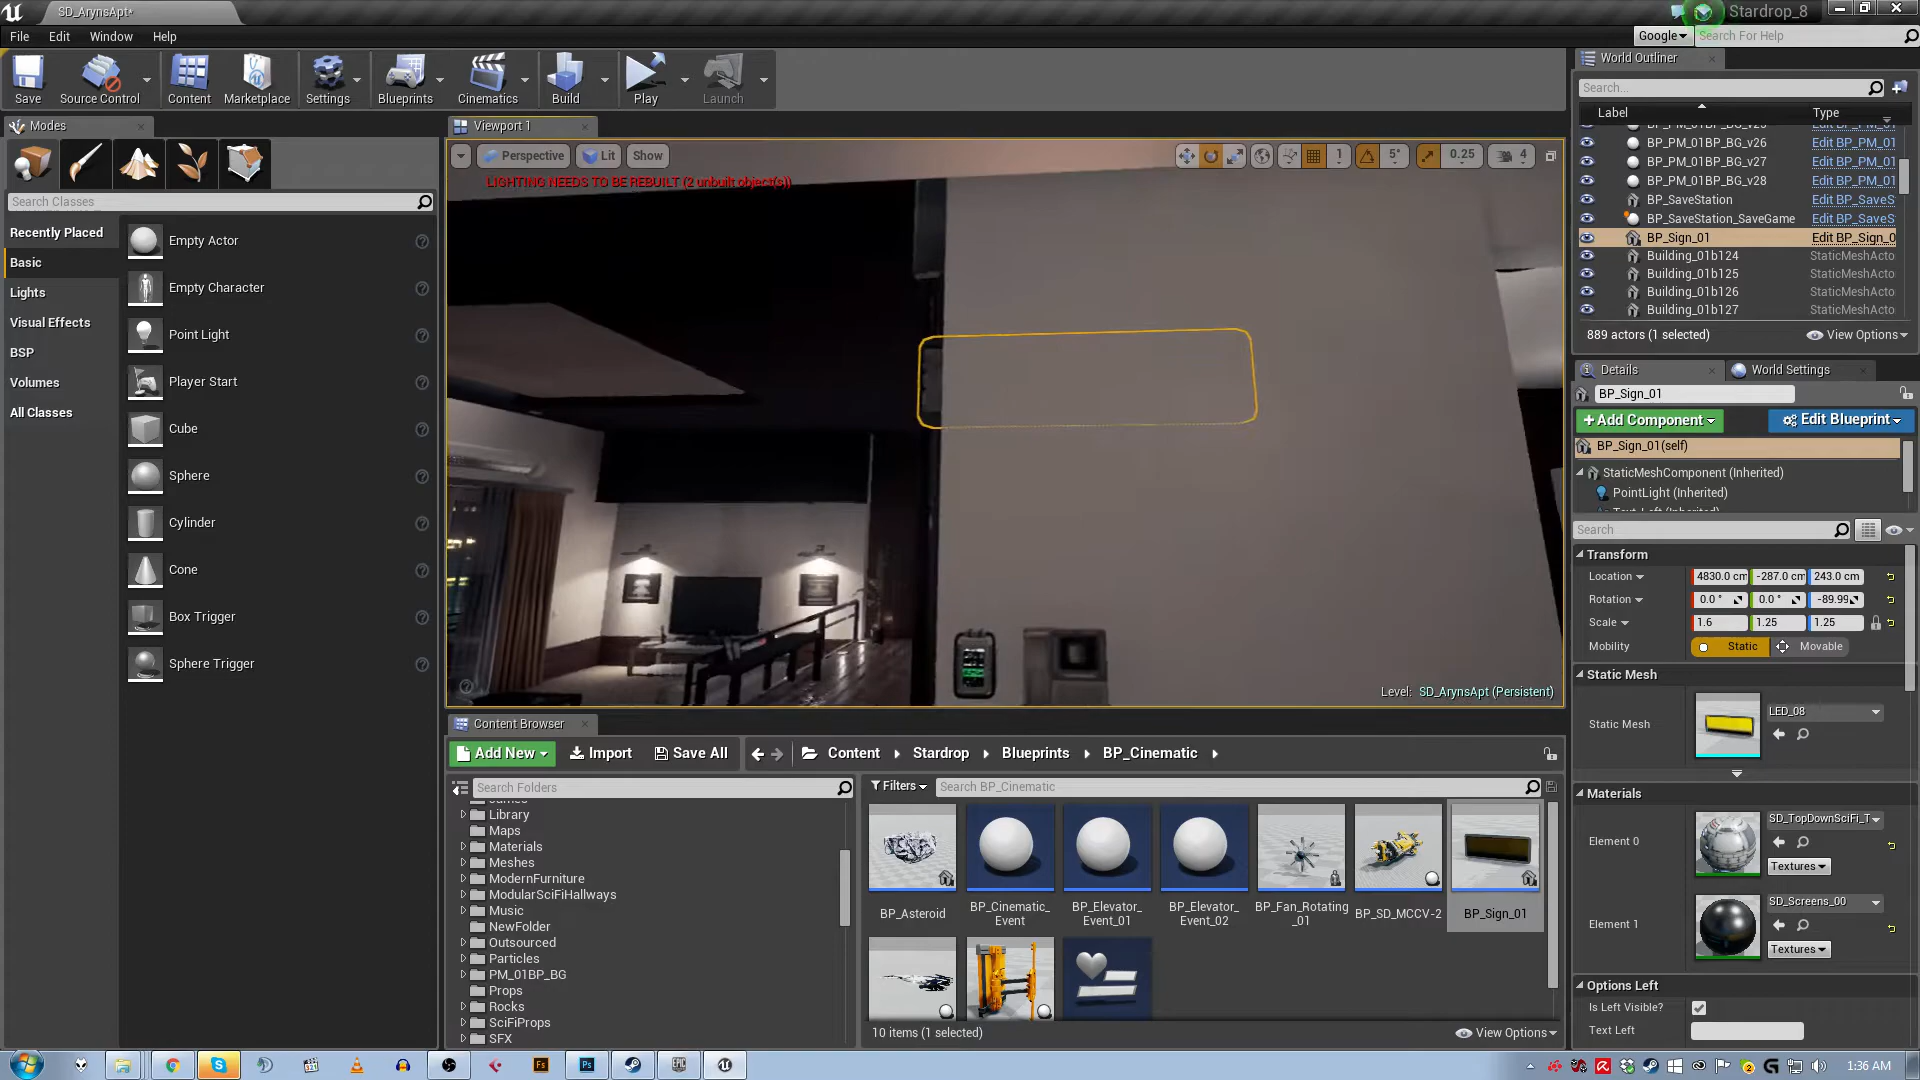 SD_ArynsApt*
Stardrop_8
File
Edit
Window
Help
Google
Search For Help
Save
Source Control
Content
Marketplace
Settings
Blueprints
Cinematics
Build
Play
Launch
Modes
Search Classes
Recently Placed
Basic
Lights
Visual Effects
BSP
Volumes
All Classes
Empty Actor
Empty Character
Point Light
Player Start
Cube
Sphere
Cylinder
Cone
Box Trigger
Sphere Trigger
Viewport 1
Perspective
Lit
Show
1
5°
0.25
4
LIGHTING NEEDS TO BE REBUILT (2 unbuilt object(s))
Level: SD_ArynsApt (Persistent)
World Outliner
Search...
Label
Type
BP_PM_01BP_BG_v26
Edit BP_PM_01
BP_PM_01BP_BG_v27
Edit BP_PM_01
BP_PM_01BP_BG_v28
Edit BP_PM_01
BP_SaveStation
Edit BP_SaveS
BP_SaveStation_SaveGame
Edit BP_SaveS
BP_Sign_01
Edit BP_Sign_0
Building_01b124
StaticMeshActo
Building_01b125
StaticMeshActo
Building_01b126
StaticMeshActo
Building_01b127
StaticMeshActo
889 actors (1 selected)
View Options
Details
World Settings
BP_Sign_01
+Add Component
Edit Blueprint
BP_Sign_01(self)
StaticMeshComponent (Inherited)
PointLight (Inherited)
Search
Transform
Location
4830.0 cm
-287.0 cm
243.0 cm
Rotation
0.0 °
0.0 °
-89.99
Scale
1.6
1.25
1.25
Mobility
Static
Movable
Static Mesh
Static Mesh
LED_08
Materials
Element 0
SD_TopDownSciFi_T
Textures
Element 1
SD_Screens_00
Textures
Options Left
Is Left Visible?
Text Left
Content Browser
Add New
Import
Save All
Content
Stardrop
Blueprints
BP_Cinematic
Search Folders
Filters
Search BP_Cinematic
Library
Maps
Materials
Meshes
ModernFurniture
ModularSciFiHallways
Music
NewFolder
Outsourced
Particles
PM_01BP_BG
Props
Rocks
SciFiProps
SFX
BP_Asteroid
BP_Cinematic_
Event
BP_Elevator_
Event_01
BP_Elevator_
Event_02
BP_Fan_Rotating
_01
BP_SD_MCCV-2
BP_Sign_01
10 items (1 selected)
View Options
1:36 AM